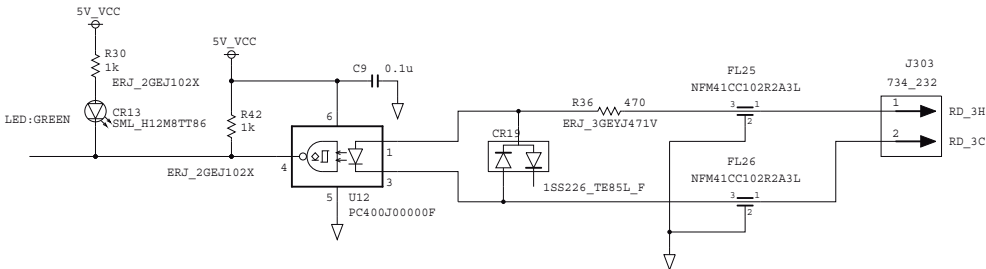 5V_VCC
R30
1k
ERJ_2GEJ102X
CR13
SML_H12M8TT86
LED:GREEN
5V_VCC
R42
1k
ERJ_2GEJ102X
C9 0.1u
6
4
5
1
3
U12
PC400J00000F
CR19
1SS226_TE85L_F
R36 470
ERJ_3GEYJ471V
FL25
NFM41CC102R2A3L
3 1
2
FL26
NFM41CC102R2A3L
3 1
2
J303
734_232
1 RD_3H
2 RD_3C